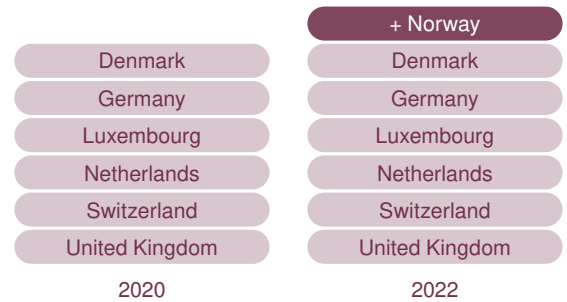 Denmark
Germany
Luxembourg
Netherlands
Switzerland
United Kingdom
2020
+ Norway
Denmark
Germany
Luxembourg
Netherlands
Switzerland
United Kingdom
2022